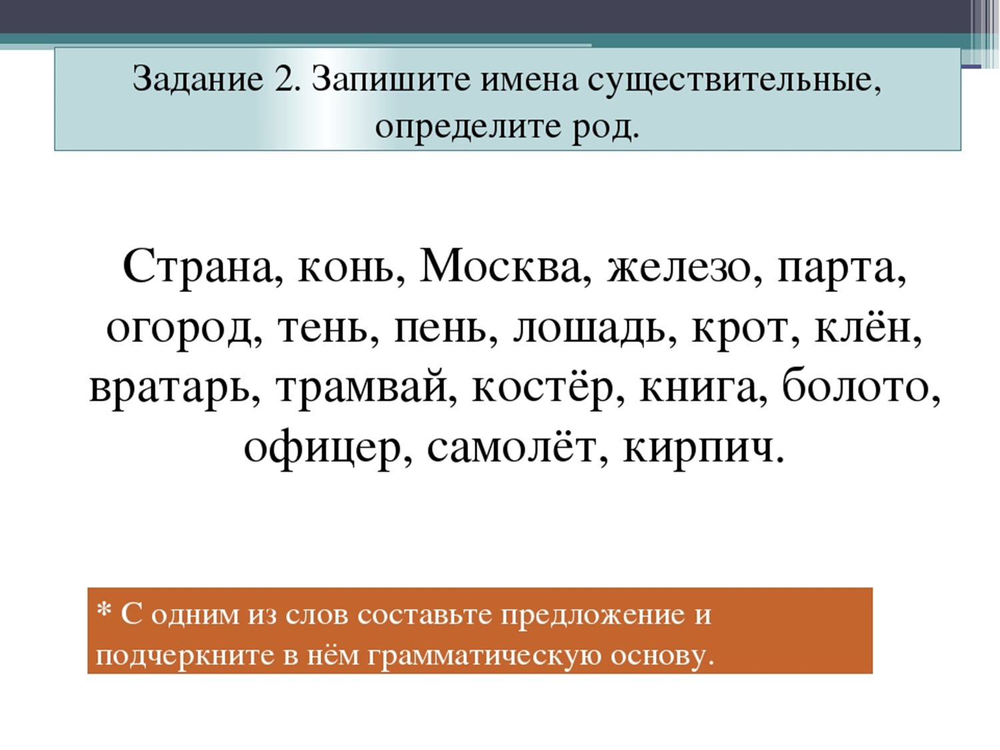 Задание 2. Запишите имена существительные,
определите род.
Страна, конь, Москва, железо, парта,
огород, тень, пень, лошадь, крот, клён,
вратарь, трамвай, костёр, книга, болото,
офицер, самолёт, кирпич.
* С одним из слов составьте предложение и
подчеркните в нём грамматическую основу.